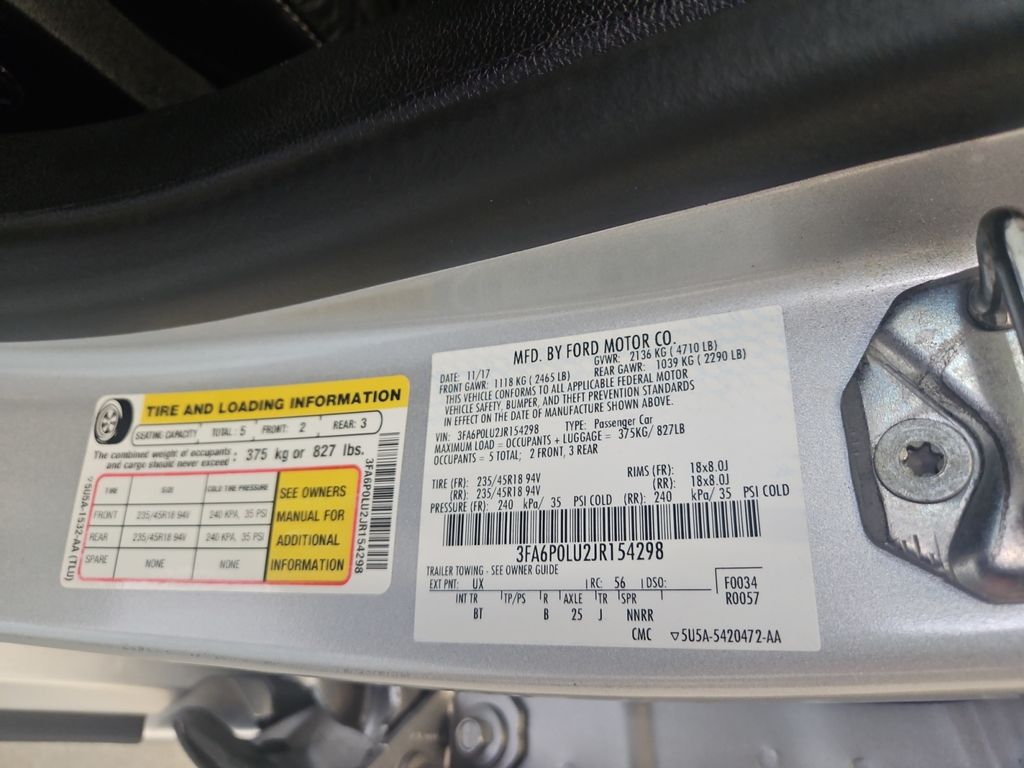 TIRE AND LOADING INFORMATION
SEATING CAPACITY TOTAL: 5 FRONT: 2 REAR: 3
The combined weight of occupants
and cargo should never exceed : 375 kg or 827 lbs.
TIRE SIZE COLD TIRE PRESSURE
FRONT 235/45R18 94V 240 KPA, 35 PSI
REAR 235/45R18 94V 240 KPA, 35 PSI
SPARE NONE NONE
SEE OWNERS
MANUAL FOR
ADDITIONAL
INFORMATION
3FA6P0LU2JR154298
▽5U5A-1532-AA (TLU)
MFD. BY FORD MOTOR CO.
DATE: 11/17 GVWR: 2136 KG ( 4710 LB)
FRONT GAWR: 1118 KG ( 2465 LB) REAR GAWR: 1039 KG ( 2290 LB)
THIS VEHICLE CONFORMS TO ALL APPLICABLE FEDERAL MOTOR
VEHICLE SAFETY, BUMPER, AND THEFT PREVENTION STANDARDS
IN EFFECT ON THE DATE OF MANUFACTURE SHOWN ABOVE.
VIN: 3FA6P0LU2JR154298 TYPE: Passenger Car
MAXIMUM LOAD = OCCUPANTS + LUGGAGE = 375KG/ 827LB
OCCUPANTS = 5 TOTAL; 2 FRONT, 3 REAR
TIRE (FR): 235/45R18 94V RIMS (FR): 18x8.0J
(RR): 235/45R18 94V (RR): 18x8.0J
PRESSURE (FR): 240 kPa/ 35 PSI COLD (RR): 240 kPa/ 35 PSI COLD
3FA6P0LU2JR154298
TRAILER TOWING - SEE OWNER GUIDE
EXT PNT: UX RC: 56 DSO: F0034
INT TR TP/PS R AXLE TR SPR R0057
BT B 25 J NNRR
CMC ▽5U5A-5420472-AA